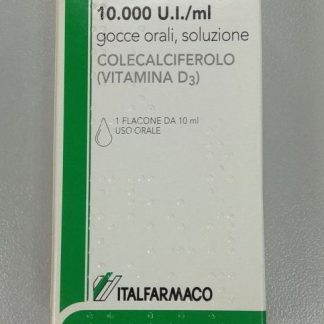 10.000 U.I./ml
gocce orali, soluzione
COLECALCIFEROLO
(VITAMINA D3)
1 FLACONE DA 10 ml
USO ORALE
ITALFARMACO